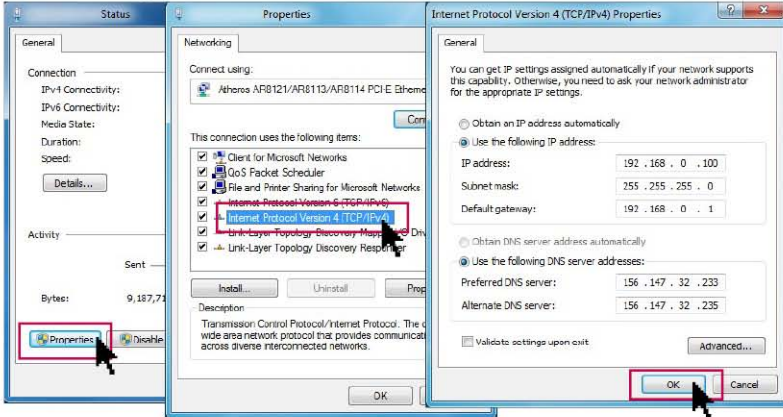 Status
General
Connection
IPv4 Connectivity:
IPv6 Connectivity:
Media State:
Duration:
Speed:
Details...
Activity
Sent
Bytes: 9,187,71
Properties Disable
Properties
Networking
Connect using:
Atheros AR8121/AR8113/AR8114 PCI-E Etherne
Con
This connection uses the following items:
Client for Microsoft Networks
QoS Packet Scheduler
File and Printer Sharing for Microsoft Networks
Internet Protocol Version 6 (TCP/IPv6)
Internet Protocol Version 4 (TCP/IPv4)
Link-Layer Topology Discovery Mapper I/O Driv
Link-Layer Topology Discovery Responder
Install... Uninstall Prop
Description
Transmission Control Protocol/Internet Protocol. The d
wide area network protocol that provides communicati
across diverse interconnected networks.
OK
Internet Protocol Version 4 (TCP/IPv4) Properties
General
You can get IP settings assigned automatically if your network supports
this capability. Otherwise, you need to ask your network administrator
for the appropriate IP settings.
Obtain an IP address automatically
Use the following IP address:
IP address: 192 . 168 . 0 . 100
Subnet mask: 255 . 255 . 255 . 0
Default gateway: 192 . 168 . 0 . 1
Obtain DNS server address automatically
Use the following DNS server addresses:
Preferred DNS server: 156 . 147 . 32 . 233
Alternate DNS server: 156 . 147 . 32 . 235
Validate settings upon exit
Advanced...
OK Cancel